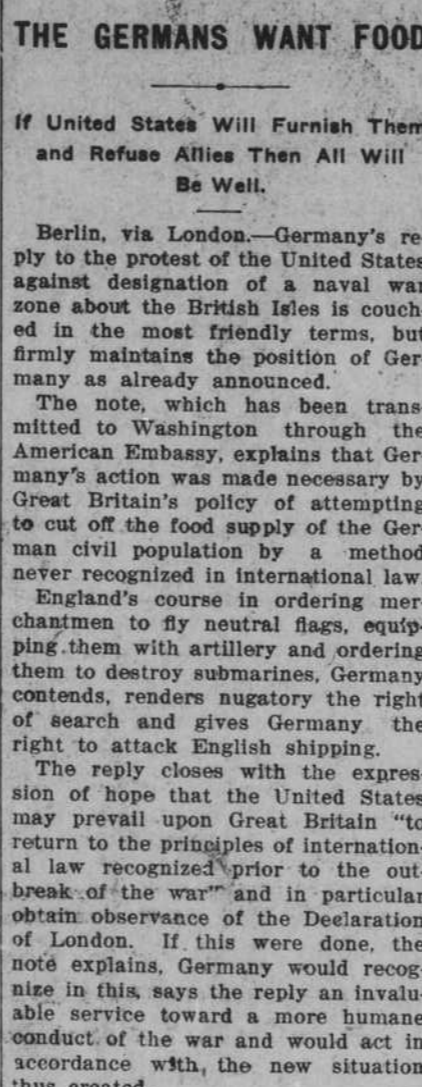 THE GERMANS WANT FOOD
If United States Will Furnish Them
and Refuse Allies Then All Will
Be Well.
Berlin, via London.—Germany's re
ply to the protest of the United States
against designation of a naval war
zone about the British Isles is couch
ed in the most friendly terms, but
firmly maintains the position of Ger
many as already announced.
The note, which has been trans
mitted to Washington through the
American Embassy, explains that Ger
many's action was made necessary by
Great Britain's policy of attempting
to cut off the food supply of the Ger
man civil population by a method
never recognized in international law
England's course in ordering mer-
chantmen to fly neutral flags, equip-
ping them with artillery and ordering
them to destroy submarines, Germany
contends, renders nugatory the right
of search and gives Germany the
right to attack English shipping.
The reply closes with the expres
sion of hope that the United States
may prevail upon Great Britain "to
return to the principles of internation-
al law recognized prior to the out
break of the war" and in particular
obtain observance of the Declaration
of London. If this were done, the
note explains, Germany would recog
nize in this, says the reply an invalu-
able service toward a more humane
conduct of the war and would act in
accordance with, the new situation
thus created